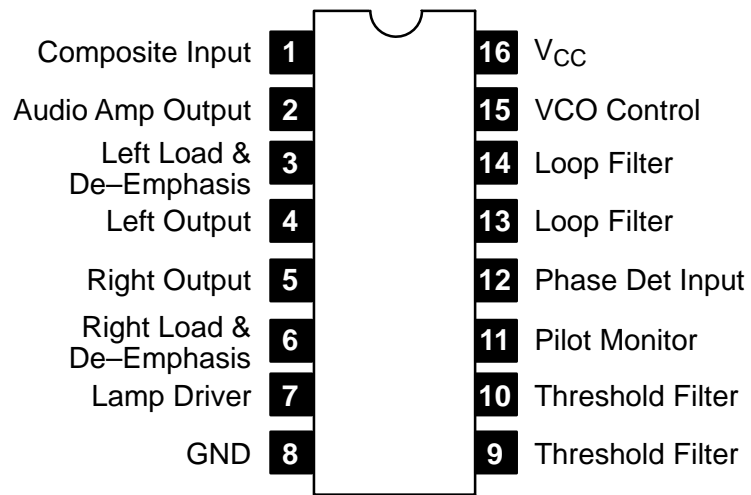 Composite Input 1
Audio Amp Output 2
Left Load &
De–Emphasis 3
Left Output 4
Right Output 5
Right Load &
De–Emphasis 6
Lamp Driver 7
GND 8
16 VCC
15 VCO Control
14 Loop Filter
13 Loop Filter
12 Phase Det Input
11 Pilot Monitor
10 Threshold Filter
9 Threshold Filter